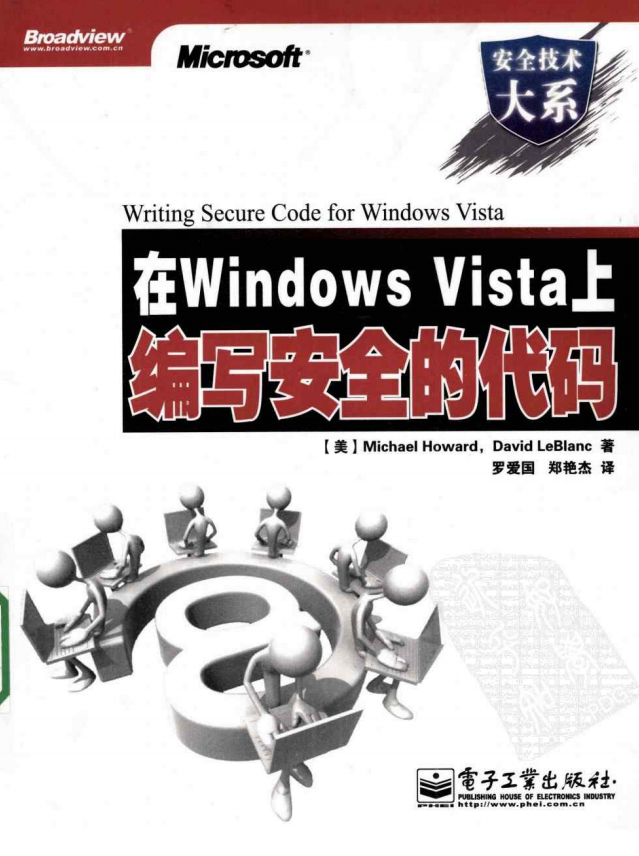 Broadview
www.broadview.com.cn
Microsoft
安全技术
大系
Writing Secure Code for Windows Vista
在Windows Vista上
编写安全的代码
【美】Michael Howard，David LeBlanc 著
罗爱国 郑艳杰 译
電子工業出版社·
PUBLISHING HOUSE OF ELECTRONICS INDUSTRY
http://www.phei.com.cn